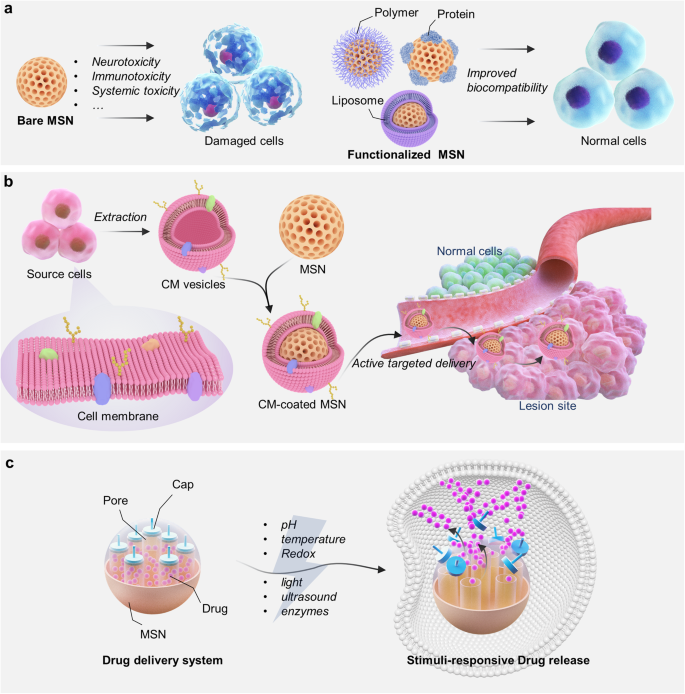 a
Bare MSN
• Neurotoxicity
• Immunotoxicity
• Systemic toxicity
• ...
Damaged cells
Polymer
Protein
Liposome
Functionalized MSN
Improved
biocompatibility
Normal cells
b
Source cells
Extraction
CM vesicles
MSN
Cell membrane
CM-coated MSN
Active targeted delivery
Normal cells
Lesion site
c
Cap
Pore
Drug
MSN
Drug delivery system
• pH
• temperature
• Redox
• light
• ultrasound
• enzymes
Stimuli-responsive Drug release